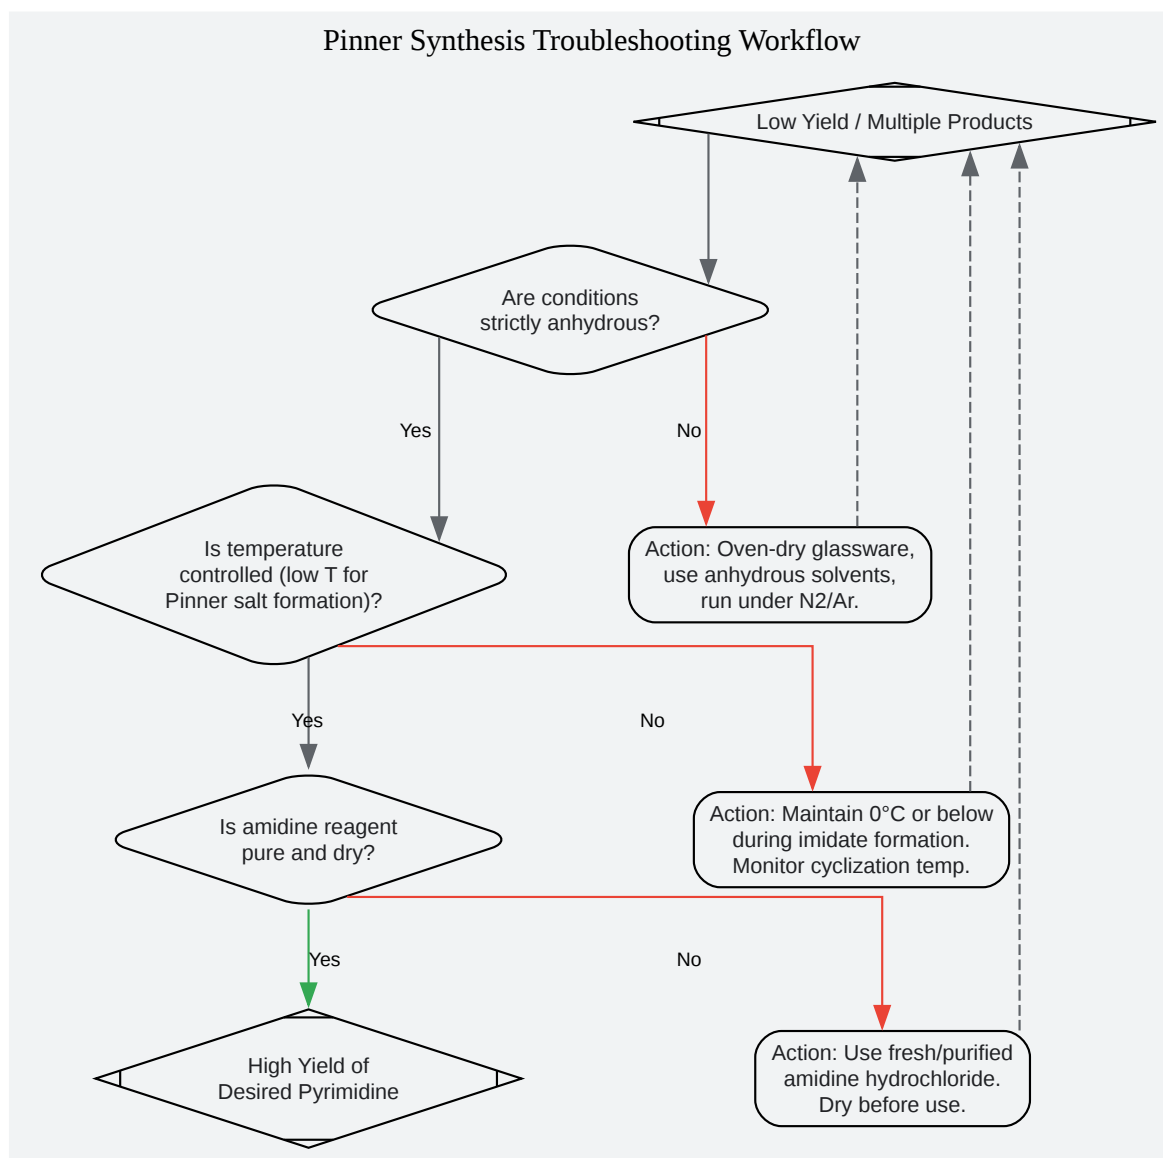 Pinner Synthesis Troubleshooting Workflow
Low Yield / Multiple Products
Are conditions
strictly anhydrous?
Yes
No
Is temperature
controlled (low T for
Pinner salt formation)?
Action: Oven-dry glassware,
use anhydrous solvents,
run under N2/Ar.
Yes
No
Is amidine reagent
pure and dry?
Action: Maintain 0°C or below
during imidate formation.
Monitor cyclization temp.
Yes
No
High Yield of
Desired Pyrimidine
Action: Use fresh/purified
amidine hydrochloride.
Dry before use.